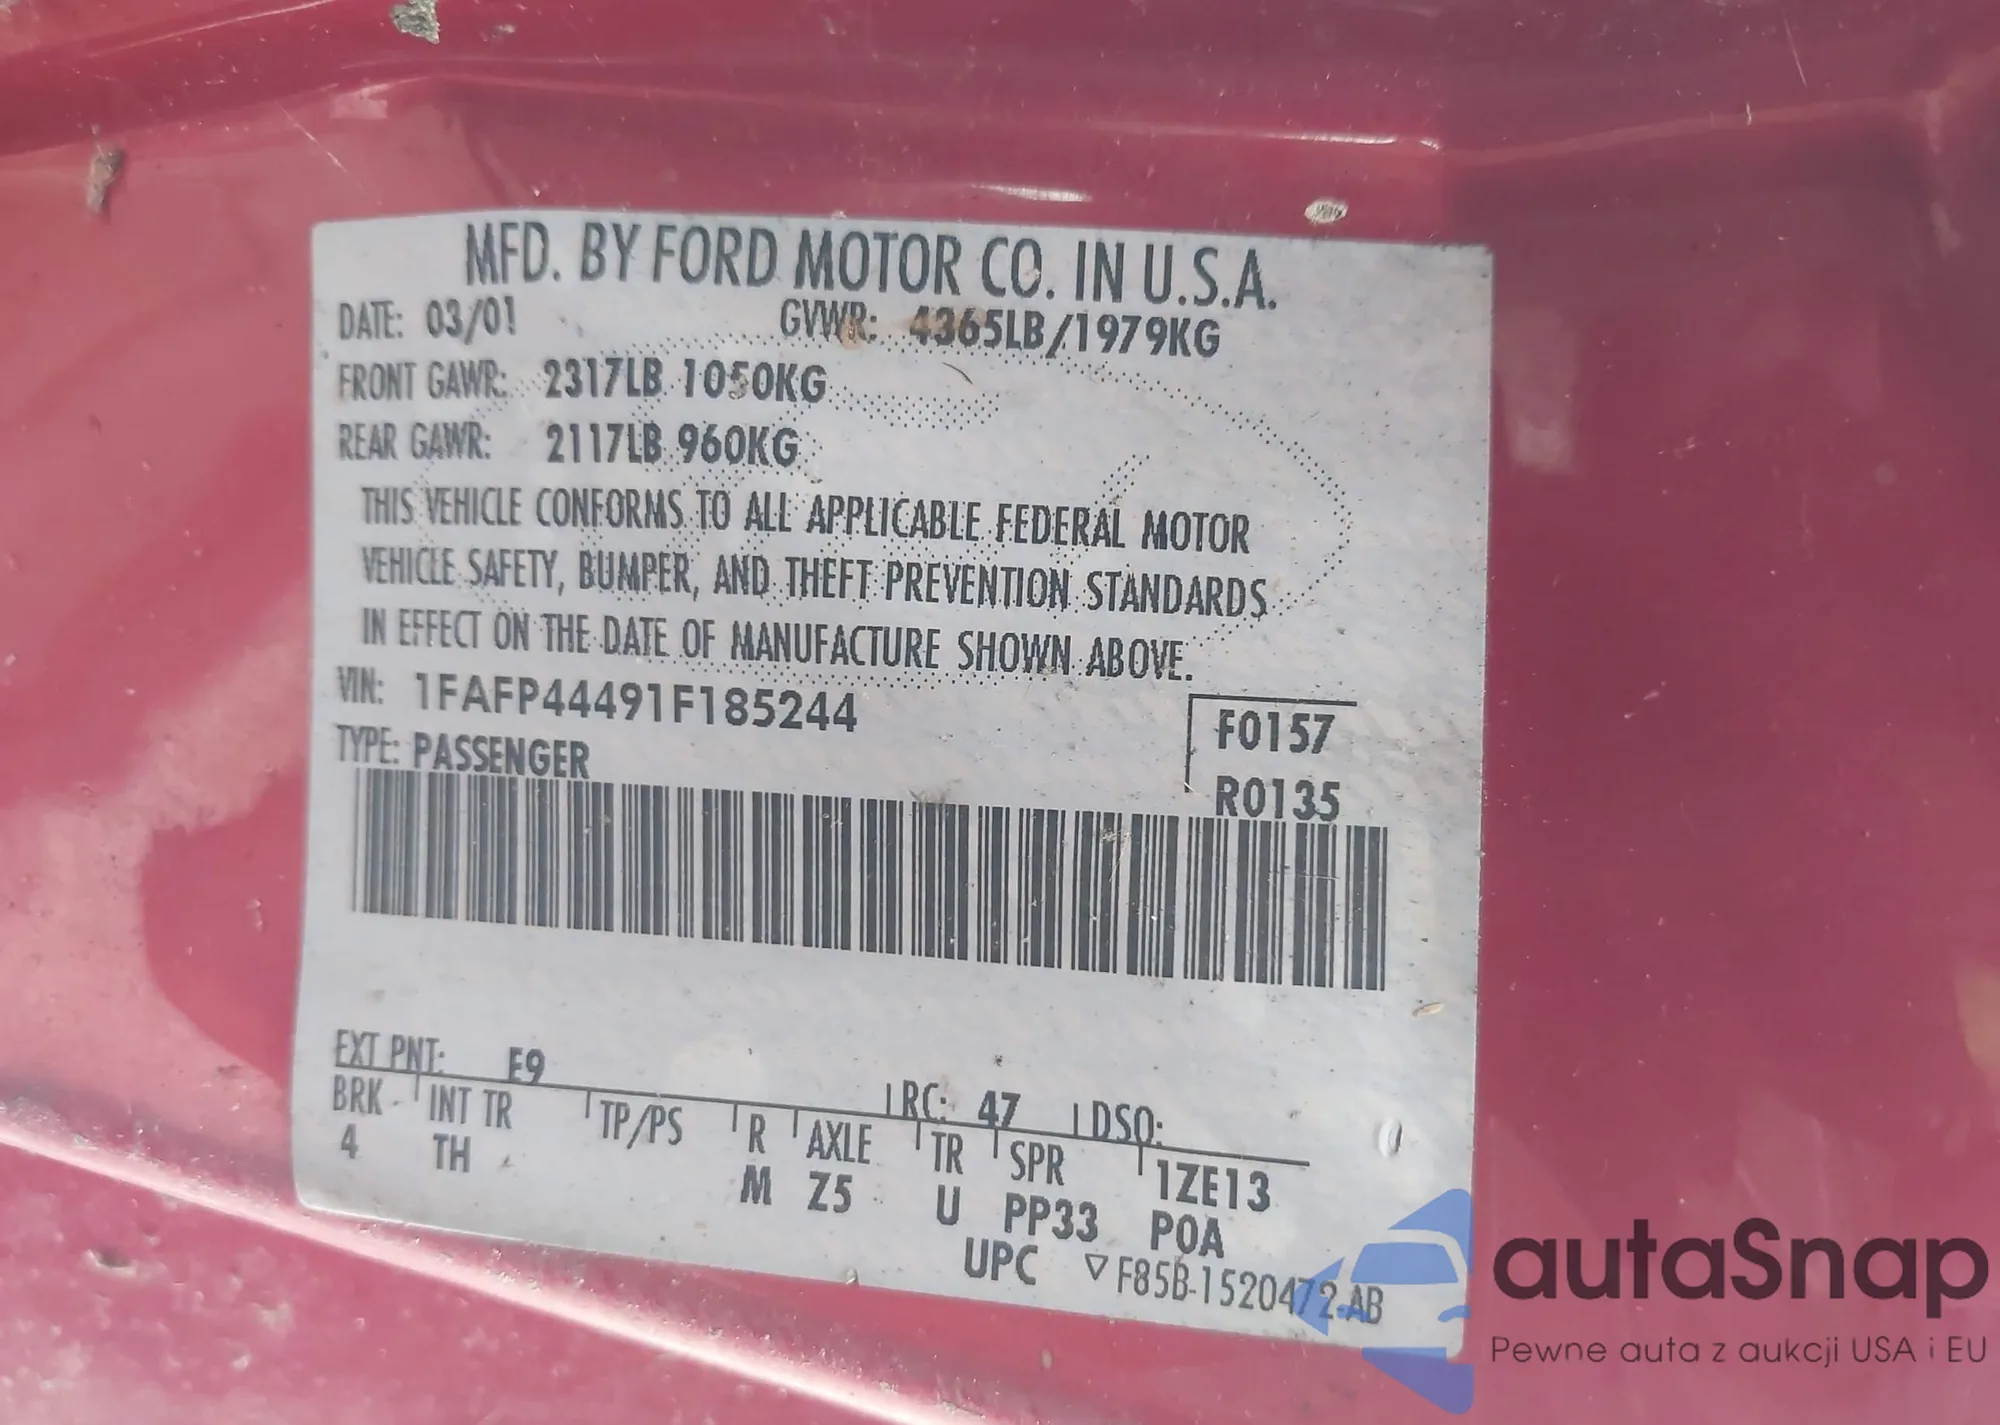 MFD. BY FORD MOTOR CO. IN U.S.A.
DATE: 03/01 GVWR: 4365LB/1979KG
FRONT GAWR: 2317LB 1050KG
REAR GAWR: 2117LB 960KG
THIS VEHICLE CONFORMS TO ALL APPLICABLE FEDERAL MOTOR
VEHICLE SAFETY, BUMPER, AND THEFT PREVENTION STANDARDS
IN EFFECT ON THE DATE OF MANUFACTURE SHOWN ABOVE.
VIN: 1FAFP44491F185244
F0157
TYPE: PASSENGER
R0135
EXT PNT: E9 RC: 47 DSO:
BRK INT TR TP/PS R AXLE TR SPR 1ZE13
4 TH M Z5 U PP33 P0A
UPC ▽F85B-1520472-AB
autaSnap
Pewne auta z aukcji USA i EU